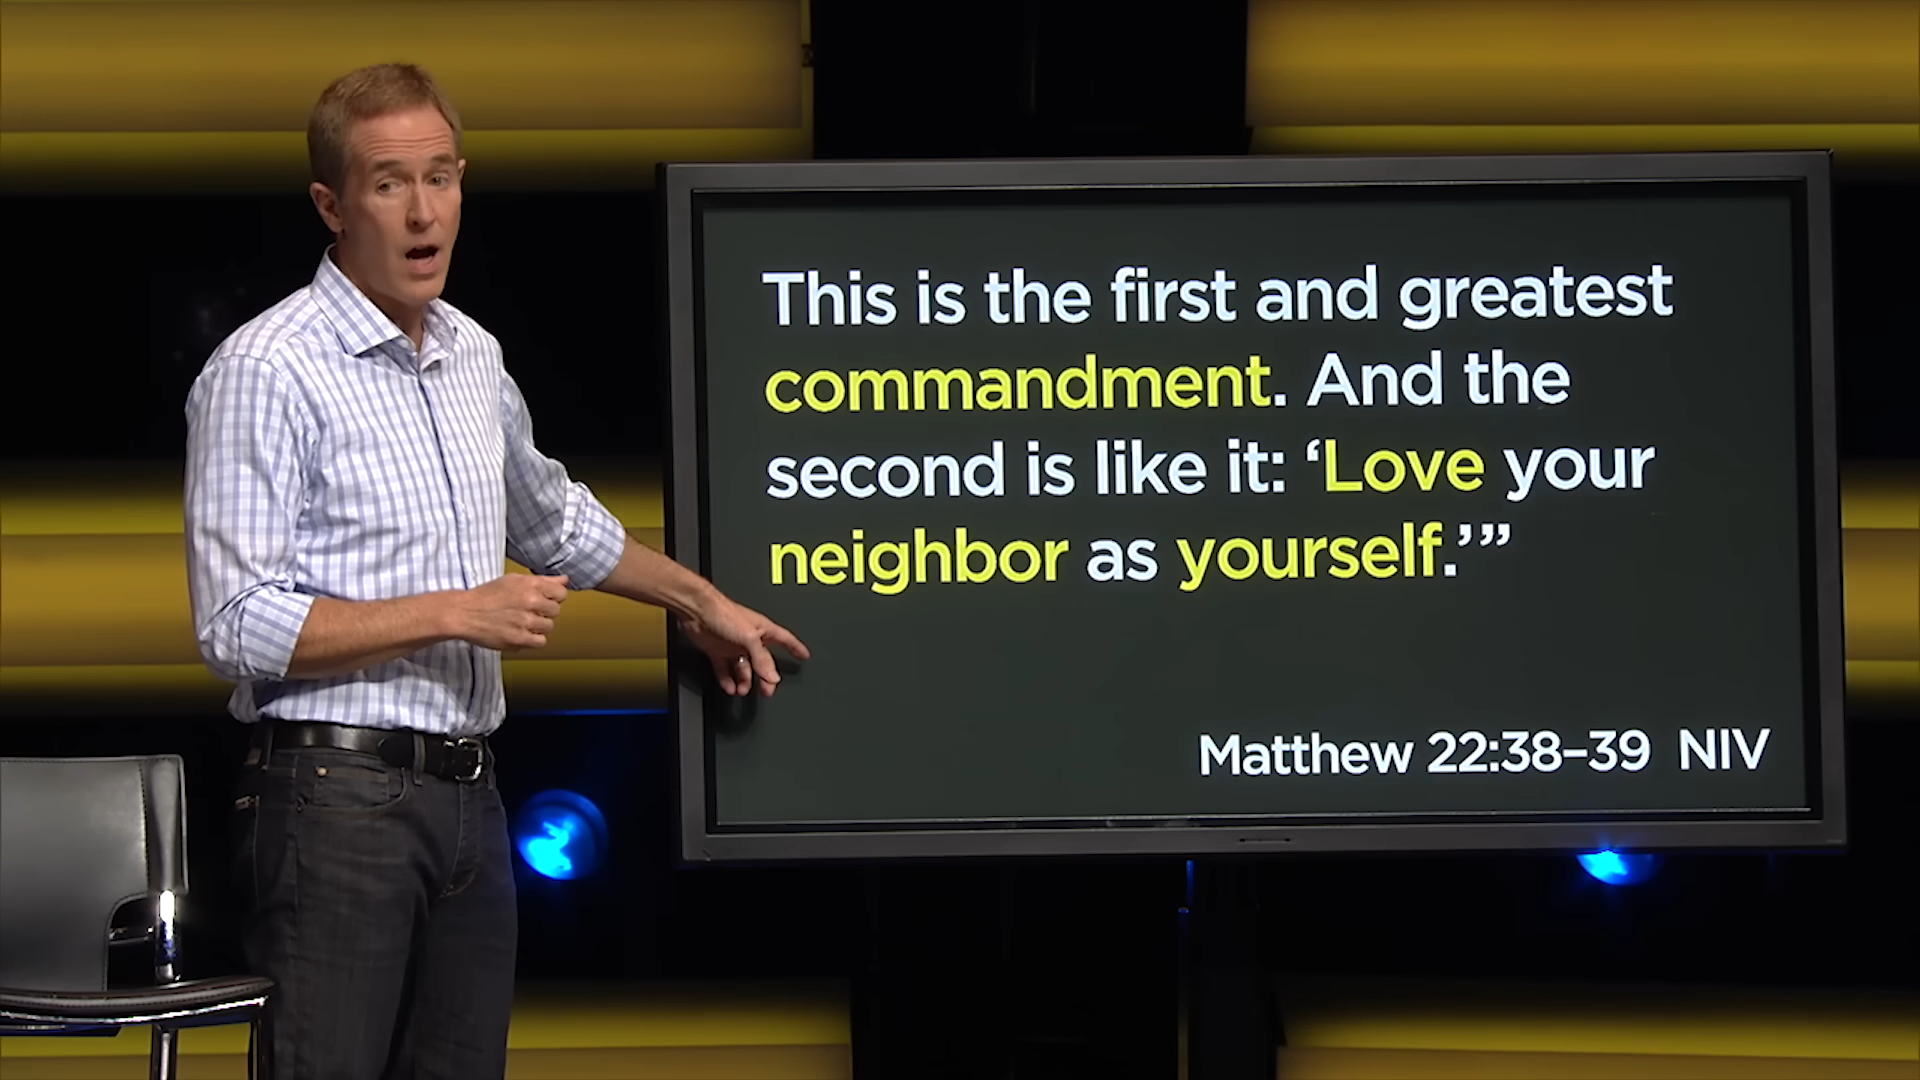 This is the first and greatest
commandment. And the
second is like it: ‘Love your
neighbor as yourself.’”
Matthew 22:38–39 NIV